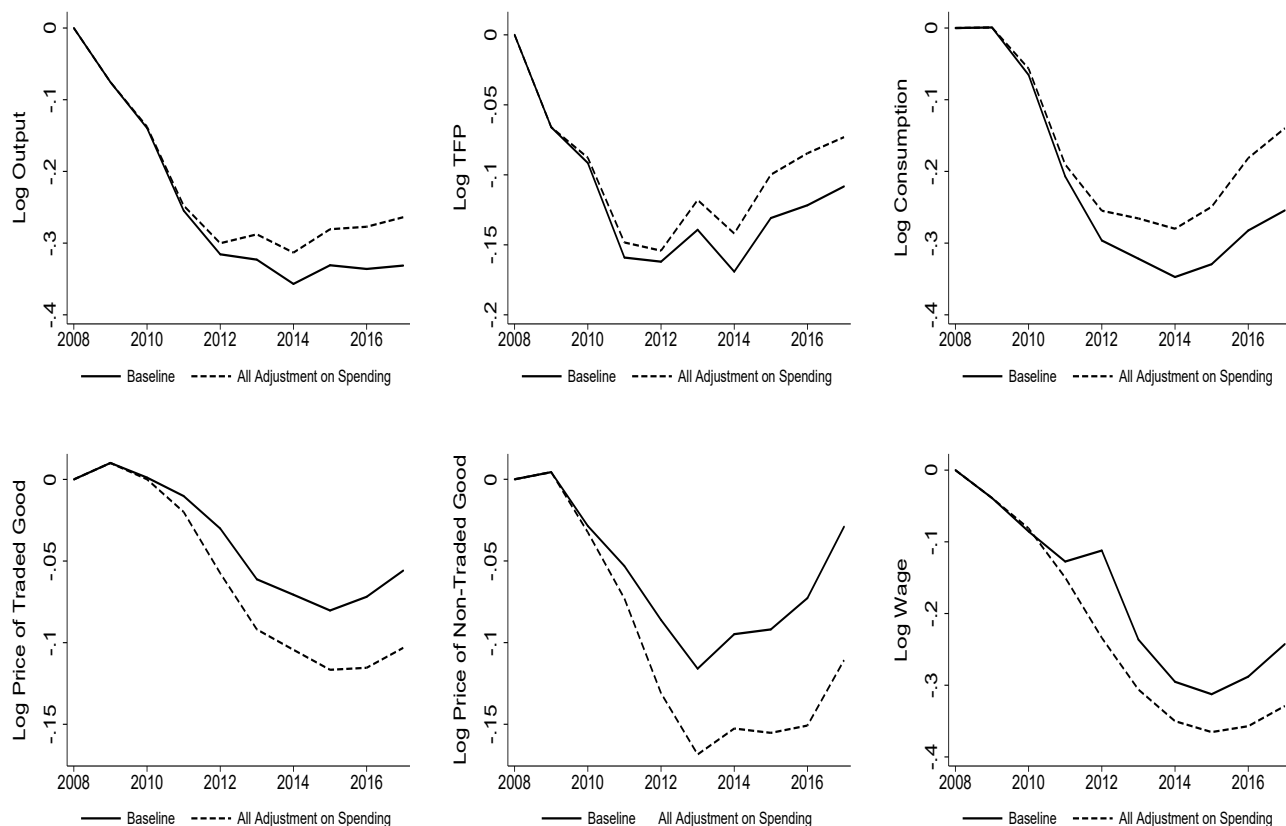 Log Output
0
-.1
-.2
-.3
-.4
2008 2010 2012 2014 2016
Baseline All Adjustment on Spending
Log TFP
0
-.05
-.1
-.15
-.2
2008 2010 2012 2014 2016
Baseline All Adjustment on Spending
Log Consumption
0
-.1
-.2
-.3
-.4
2008 2010 2012 2014 2016
Baseline All Adjustment on Spending
Log Price of Traded Good
0
-.05
-.1
-.15
2008 2010 2012 2014 2016
Baseline All Adjustment on Spending
Log Price of Non-Traded Good
0
-.05
-.1
-.15
2008 2010 2012 2014 2016
Baseline All Adjustment on Spending
Log Wage
0
-.1
-.2
-.3
-.4
2008 2010 2012 2014 2016
Baseline All Adjustment on Spending